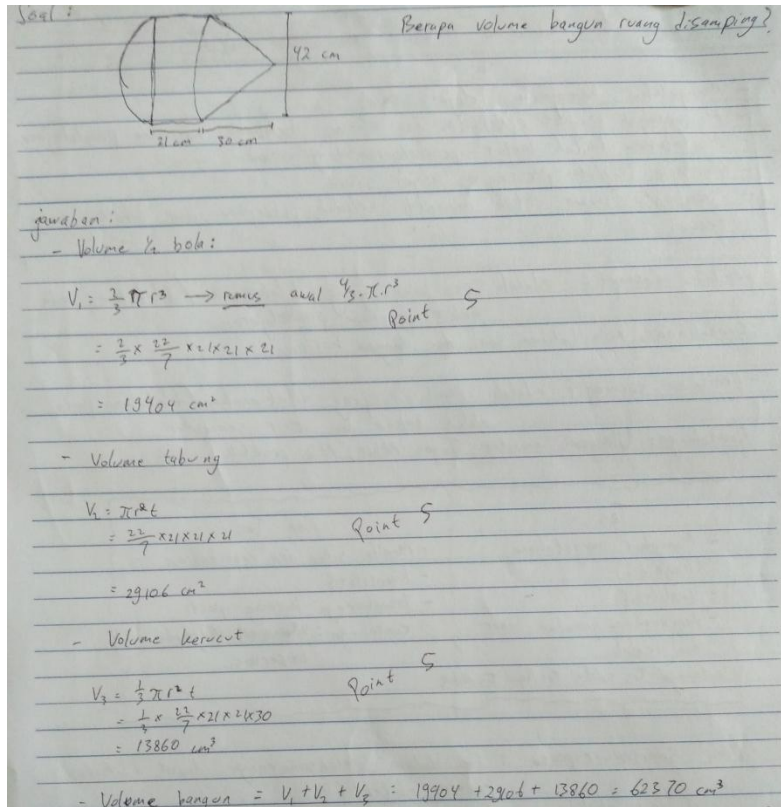 Soal :
Berapa volume bangun ruang disamping?
42 cm
21 cm 30 cm
jawaban :
- Volume ½ bola :
V₁ = 2/3 π r³ → rumus awal 4/3 . π . r³
Point 5
= 2/3 × 22/7 × 21 × 21 × 21
= 19404 cm²
- Volume tabung
V₂ = π r² t
= 22/7 × 21 × 21 × 21
Point 5
= 29106 cm²
- Volume kerucut
V₃ = 1/3 π r² t
Point 5
= 1/3 × 22/7 × 21 × 21 × 30
= 13860 cm³
- Volume bangun = V₁ + V₂ + V₃ : 19404 + 29106 + 13860 = 62370 cm³